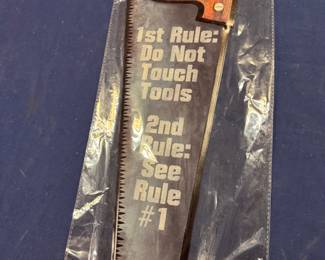 1st Rule:
Do Not
Touch
Tools
2nd
Rule:
See
Rule
#1